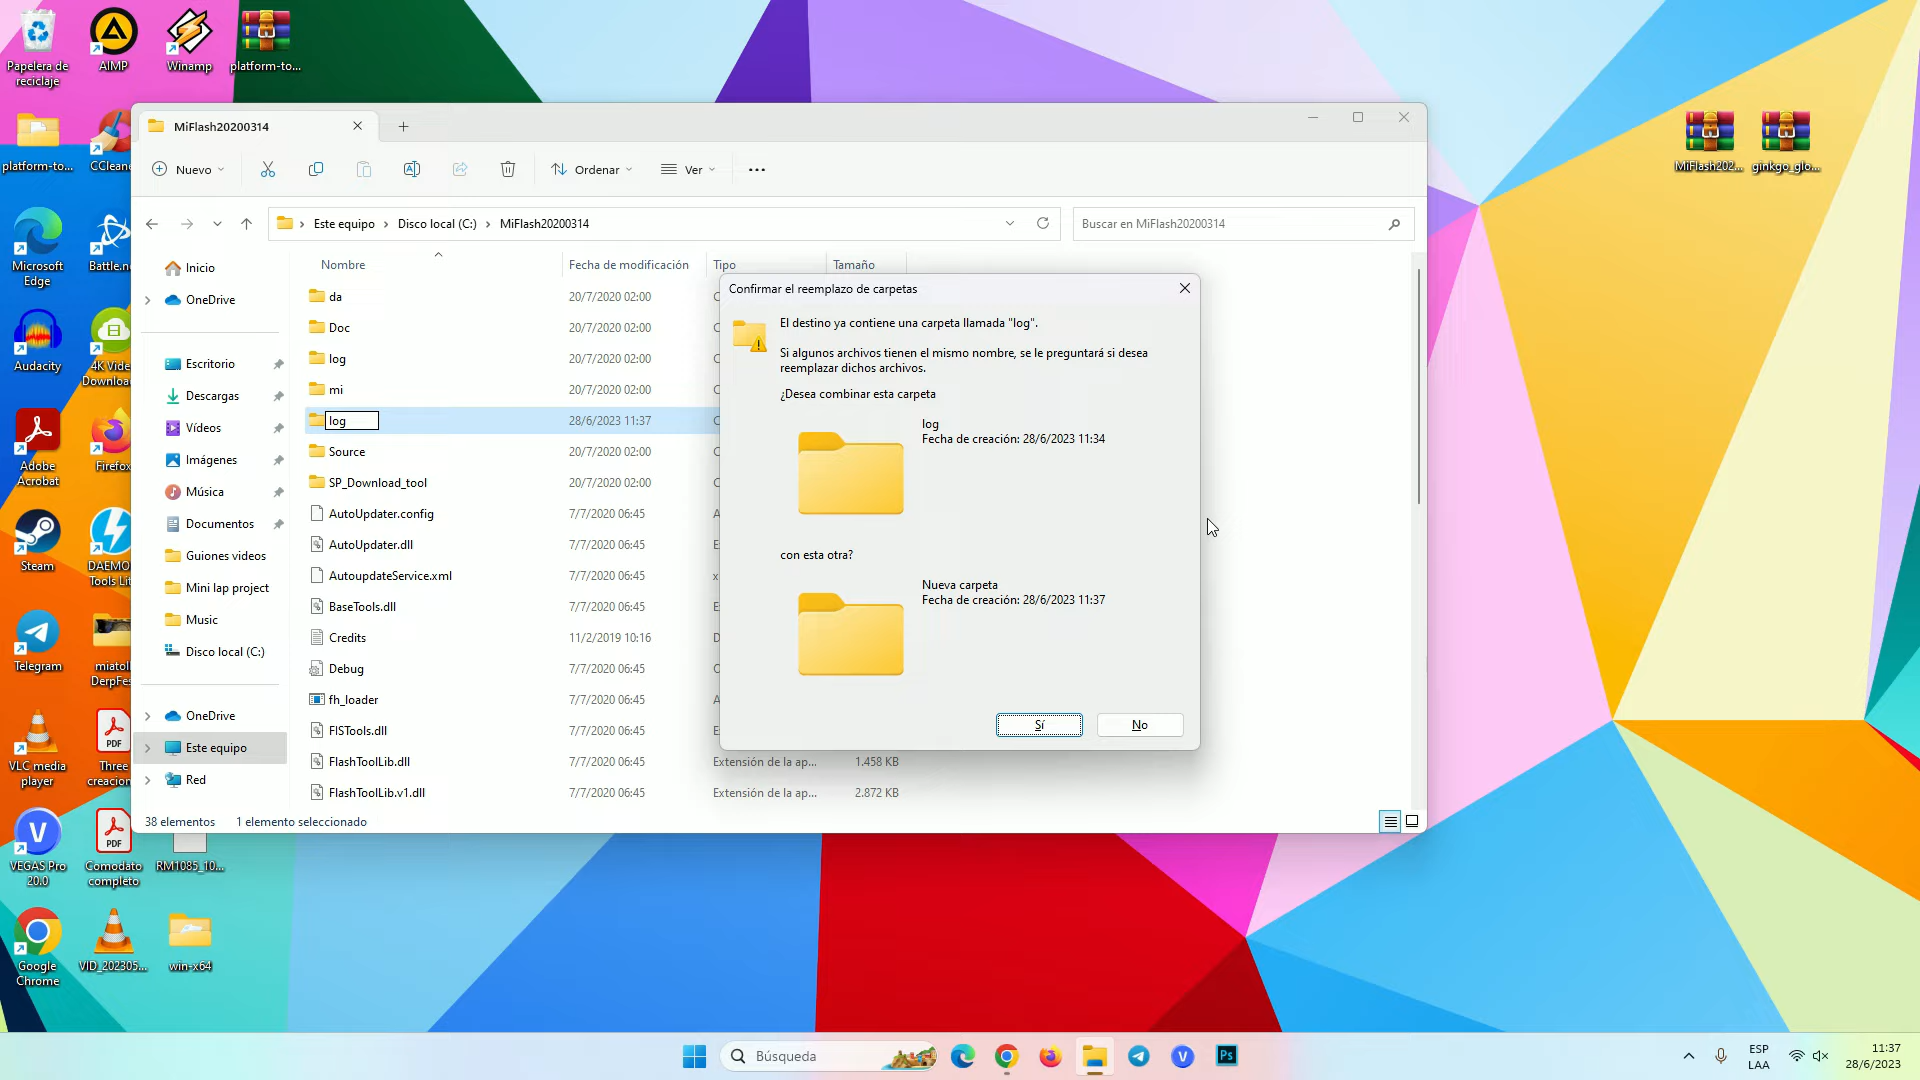 Papelera de
reciclaje
AIMP
Winamp
platform-to...
platform-to...
CCleane
Microsoft
Edge
Battle.n
Audacity
4K Vide
Downloa
Adobe
Acrobat
Firefo
Steam
DAEMO
Tools Lit
Telegram
miatoll
DerpFes
VLC media
player
PDF
Three
creacion
VEGAS Pro
20.0
PDF
Comodato
completo
RM1085_10...
Google
Chrome
VID_202305...
win-x64
MiFlash202...
ginkgo_glo...
MiFlash20200314
Nuevo
Ordenar
Ver
Este equipo
Disco local (C:)
MiFlash20200314
Buscar en MiFlash20200314
Inicio
OneDrive
Escritorio
Descargas
Vídeos
Imágenes
Música
Documentos
Guiones videos
Mini lap project
Music
Disco local (C:)
OneDrive
Este equipo
Red
Nombre Fecha de modificación Tipo Tamaño
da 20/7/2020 02:00 C
Doc 20/7/2020 02:00 C
log 20/7/2020 02:00 C
mi 20/7/2020 02:00 C
log 28/6/2023 11:37 C
Source 20/7/2020 02:00 C
SP_Download_tool 20/7/2020 02:00 C
AutoUpdater.config 7/7/2020 06:45 A
AutoUpdater.dll 7/7/2020 06:45 E
AutoupdateService.xml 7/7/2020 06:45 x
BaseTools.dll 7/7/2020 06:45 E
Credits 11/2/2019 10:16 D
Debug 7/7/2020 06:45 O
fh_loader 7/7/2020 06:45 A
FISTools.dll 7/7/2020 06:45 E
FlashToolLib.dll 7/7/2020 06:45 Extensión de la ap... 1.458 KB
FlashToolLib.v1.dll 7/7/2020 06:45 Extensión de la ap... 2.872 KB
38 elementos 1 elemento seleccionado
Confirmar el reemplazo de carpetas
El destino ya contiene una carpeta llamada "log".
Si algunos archivos tienen el mismo nombre, se le preguntará si desea
reemplazar dichos archivos.
¿Desea combinar esta carpeta
log
Fecha de creación: 28/6/2023 11:34
con esta otra?
Nueva carpeta
Fecha de creación: 28/6/2023 11:37
Sí
No
Búsqueda
Ps
ESP
LAA
11:37
28/6/2023